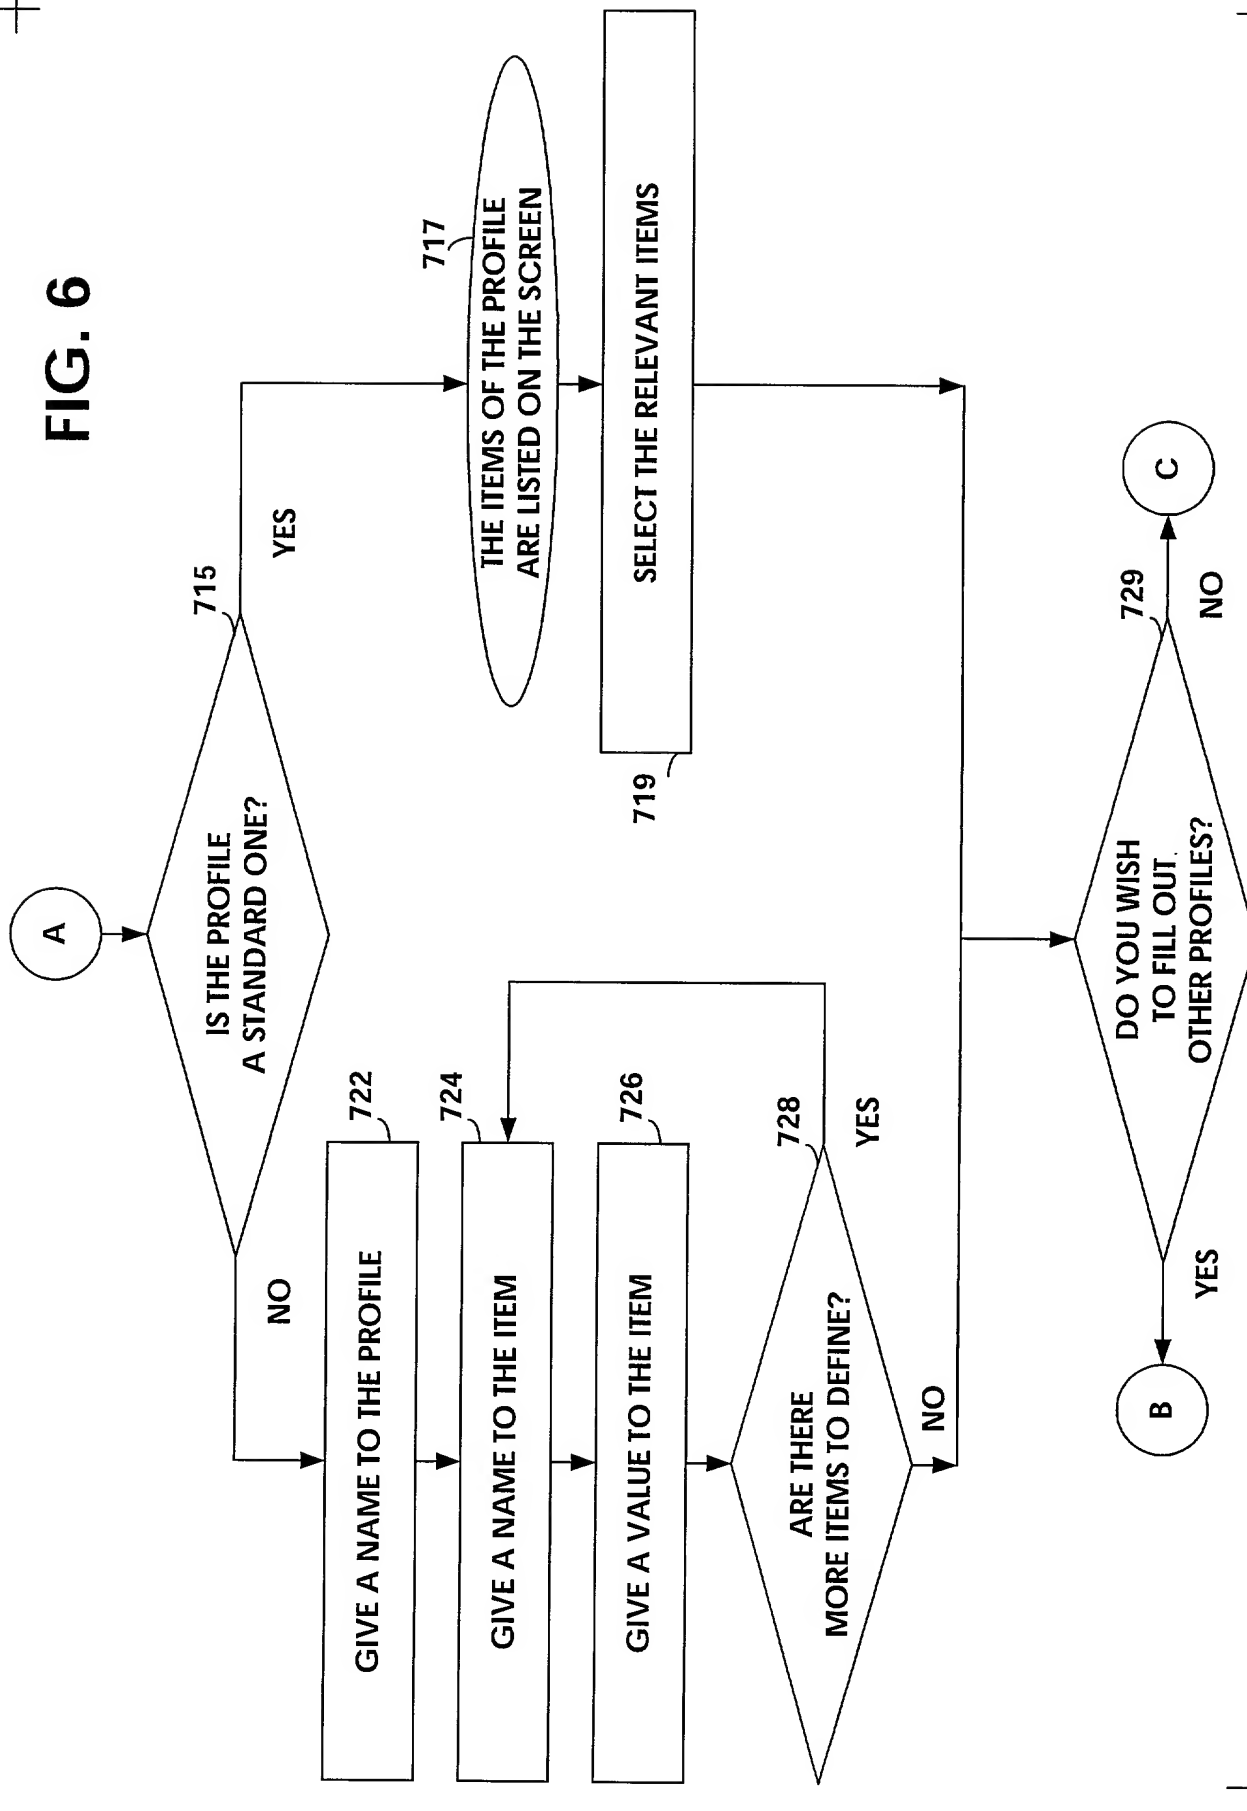 FIG. 6
A
IS THE PROFILE
A STANDARD ONE?
715
NO
YES
722
GIVE A NAME TO THE PROFILE
724
GIVE A NAME TO THE ITEM
726
GIVE A VALUE TO THE ITEM
728
ARE THERE
MORE ITEMS TO DEFINE?
YES
NO
717
THE ITEMS OF THE PROFILE
ARE LISTED ON THE SCREEN
719
SELECT THE RELEVANT ITEMS
729
DO YOU WISH
TO FILL OUT
OTHER PROFILES?
YES
B
NO
C